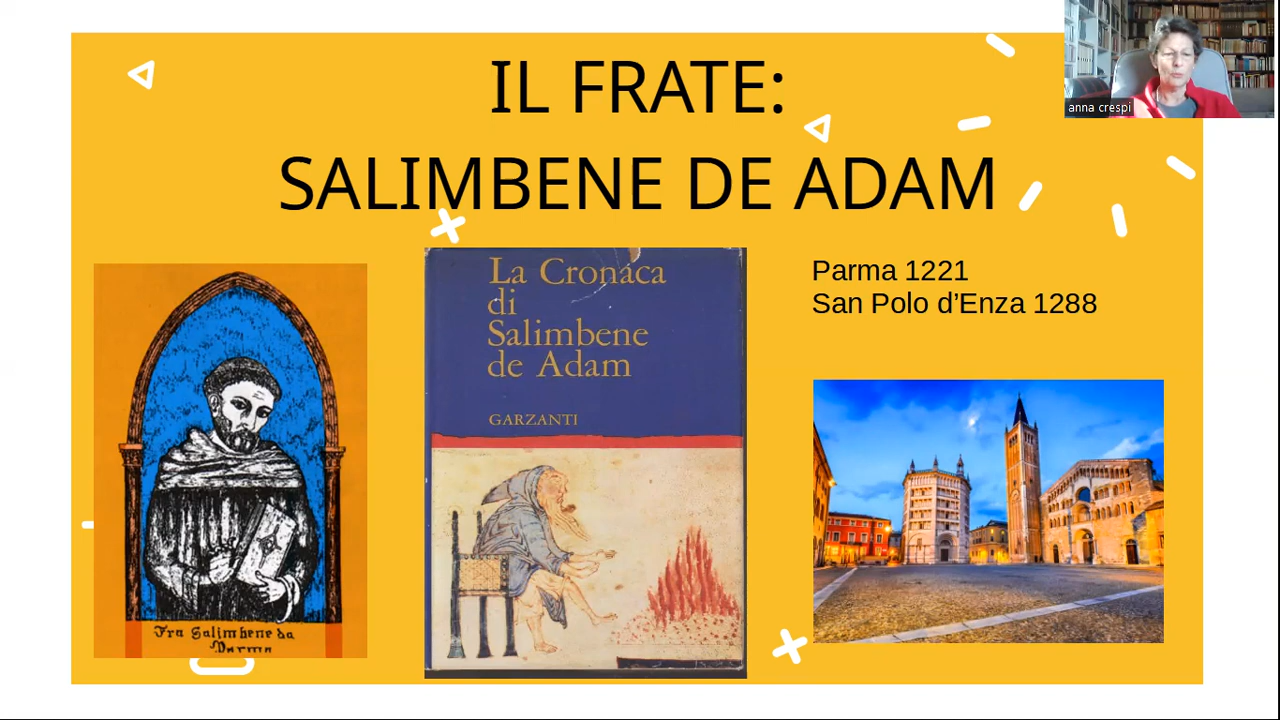 IL FRATE:
SALIMBENE DE ADAM
anna crespi
La Cronaca
di
Salimbene
de Adam
GARZANTI
Parma 1221
San Polo d’Enza 1288
Fra Salimbene da
Parma